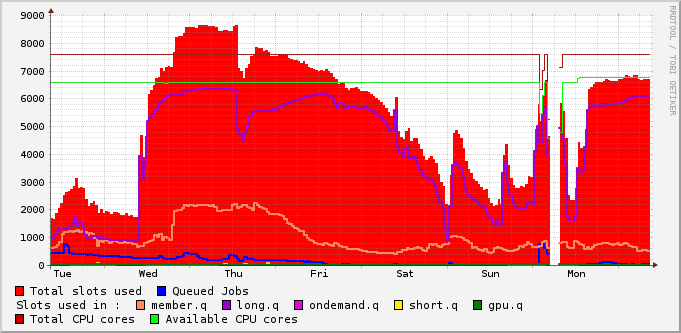 9000
8000
7000
6000
5000
4000
3000
2000
1000
0
Tue Wed Thu Fri Sat Sun Mon
Total slots used Queued Jobs
Slots used in : member.q long.q ondemand.q short.q gpu.q
Total CPU cores Available CPU cores
RRDTOOL / TOBI OETIKER